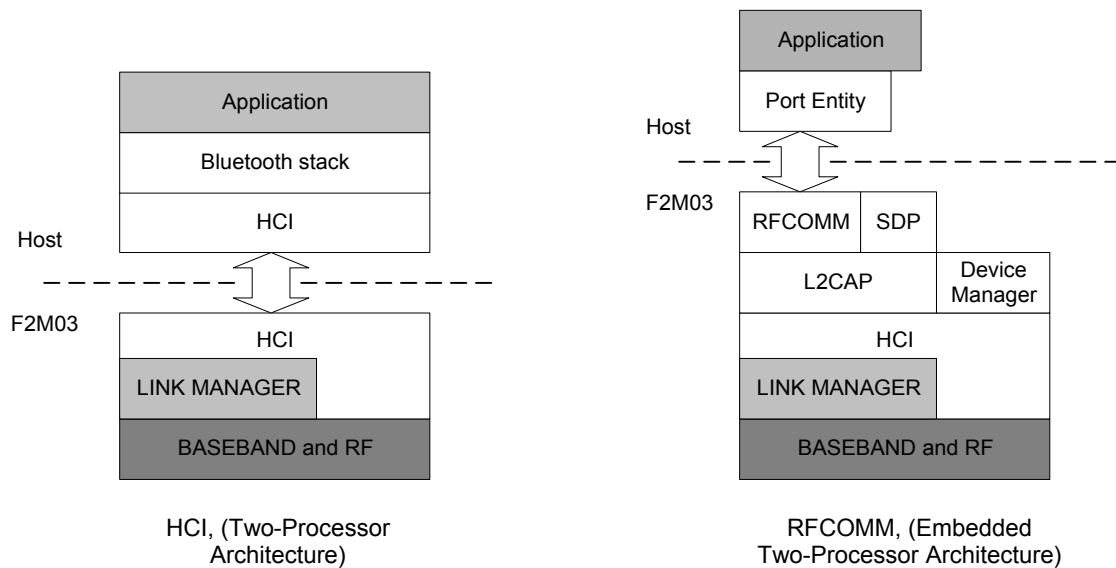 Application
Bluetooth stack
HCI
Host
F2M03
HCI
LINK MANAGER
BASEBAND and RF
HCI, (Two-Processor
Architecture)
Application
Port Entity
Host
F2M03
RFCOMM
SDP
L2CAP
Device
Manager
HCI
LINK MANAGER
BASEBAND and RF
RFCOMM, (Embedded
Two-Processor Architecture)